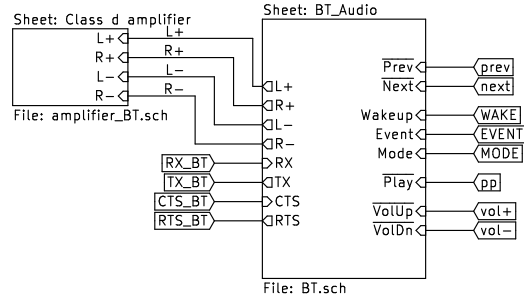 Sheet: BT_Audio
Sheet: Class d amplifier
L+ L+
R+ R+
L- L-
R- R-
File: amplifier_BT.sch
L+
R+
L-
R-
RX_BT RX
TX_BT TX
CTS_BT CTS
RTS_BT RTS
Prev prev
Next next
Wakeup WAKE
Event EVENT
Mode MODE
Play pp
VolUp vol+
VolDn vol-
File: BT.sch